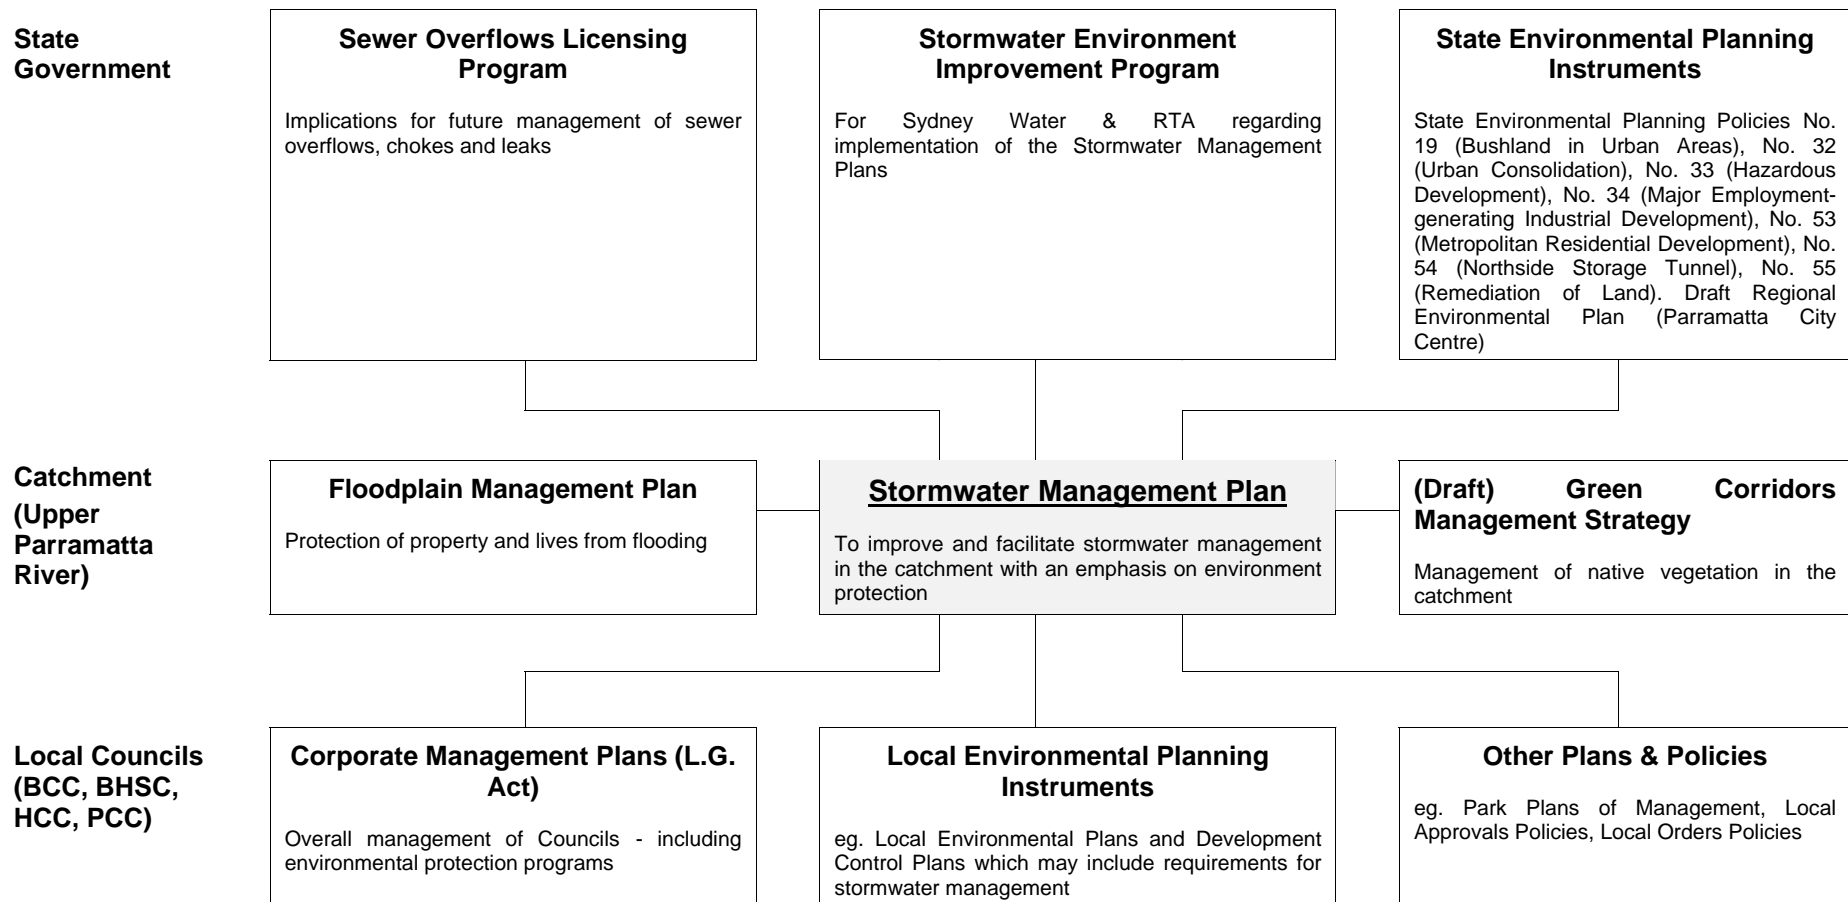 State
Government
Sewer Overflows Licensing
Program
Implications for future management of sewer
overflows, chokes and leaks
Stormwater Environment
Improvement Program
For Sydney Water & RTA regarding
implementation of the Stormwater Management
Plans
State Environmental Planning
Instruments
State Environmental Planning Policies No.
19 (Bushland in Urban Areas), No. 32
(Urban Consolidation), No. 33 (Hazardous
Development), No. 34 (Major Employment-
generating Industrial Development), No. 53
(Metropolitan Residential Development), No.
54 (Northside Storage Tunnel), No. 55
(Remediation of Land). Draft Regional
Environmental Plan (Parramatta City
Centre)
Catchment
(Upper
Parramatta
River)
Floodplain Management Plan
Protection of property and lives from flooding
Stormwater Management Plan
To improve and facilitate stormwater management
in the catchment with an emphasis on environment
protection
(Draft) Green Corridors
Management Strategy
Management of native vegetation in the
catchment
Local Councils
(BCC, BHSC,
HCC, PCC)
Corporate Management Plans (L.G.
Act)
Overall management of Councils - including
environmental protection programs
Local Environmental Planning
Instruments
eg. Local Environmental Plans and Development
Control Plans which may include requirements for
stormwater management
Other Plans & Policies
eg. Park Plans of Management, Local
Approvals Policies, Local Orders Policies